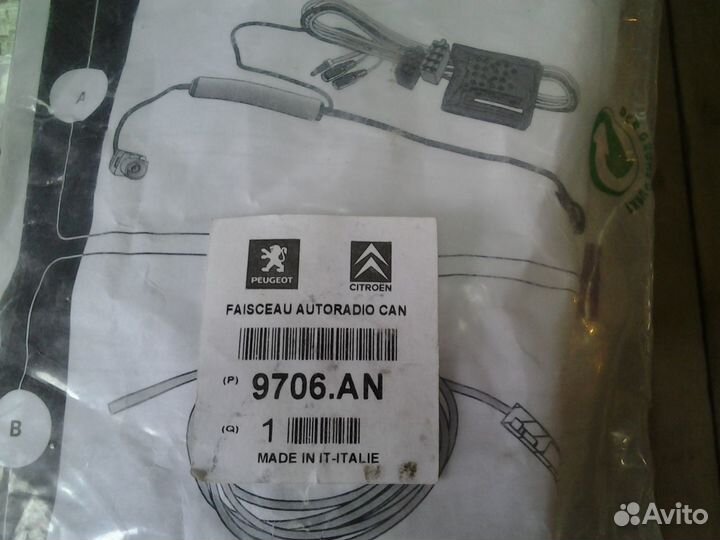 A
PEUGEOT
CITROËN
FAISCEAU AUTORADIO CAN
(P) 9706.AN
(Q) 1
MADE IN IT-ITALIE
B
Avito